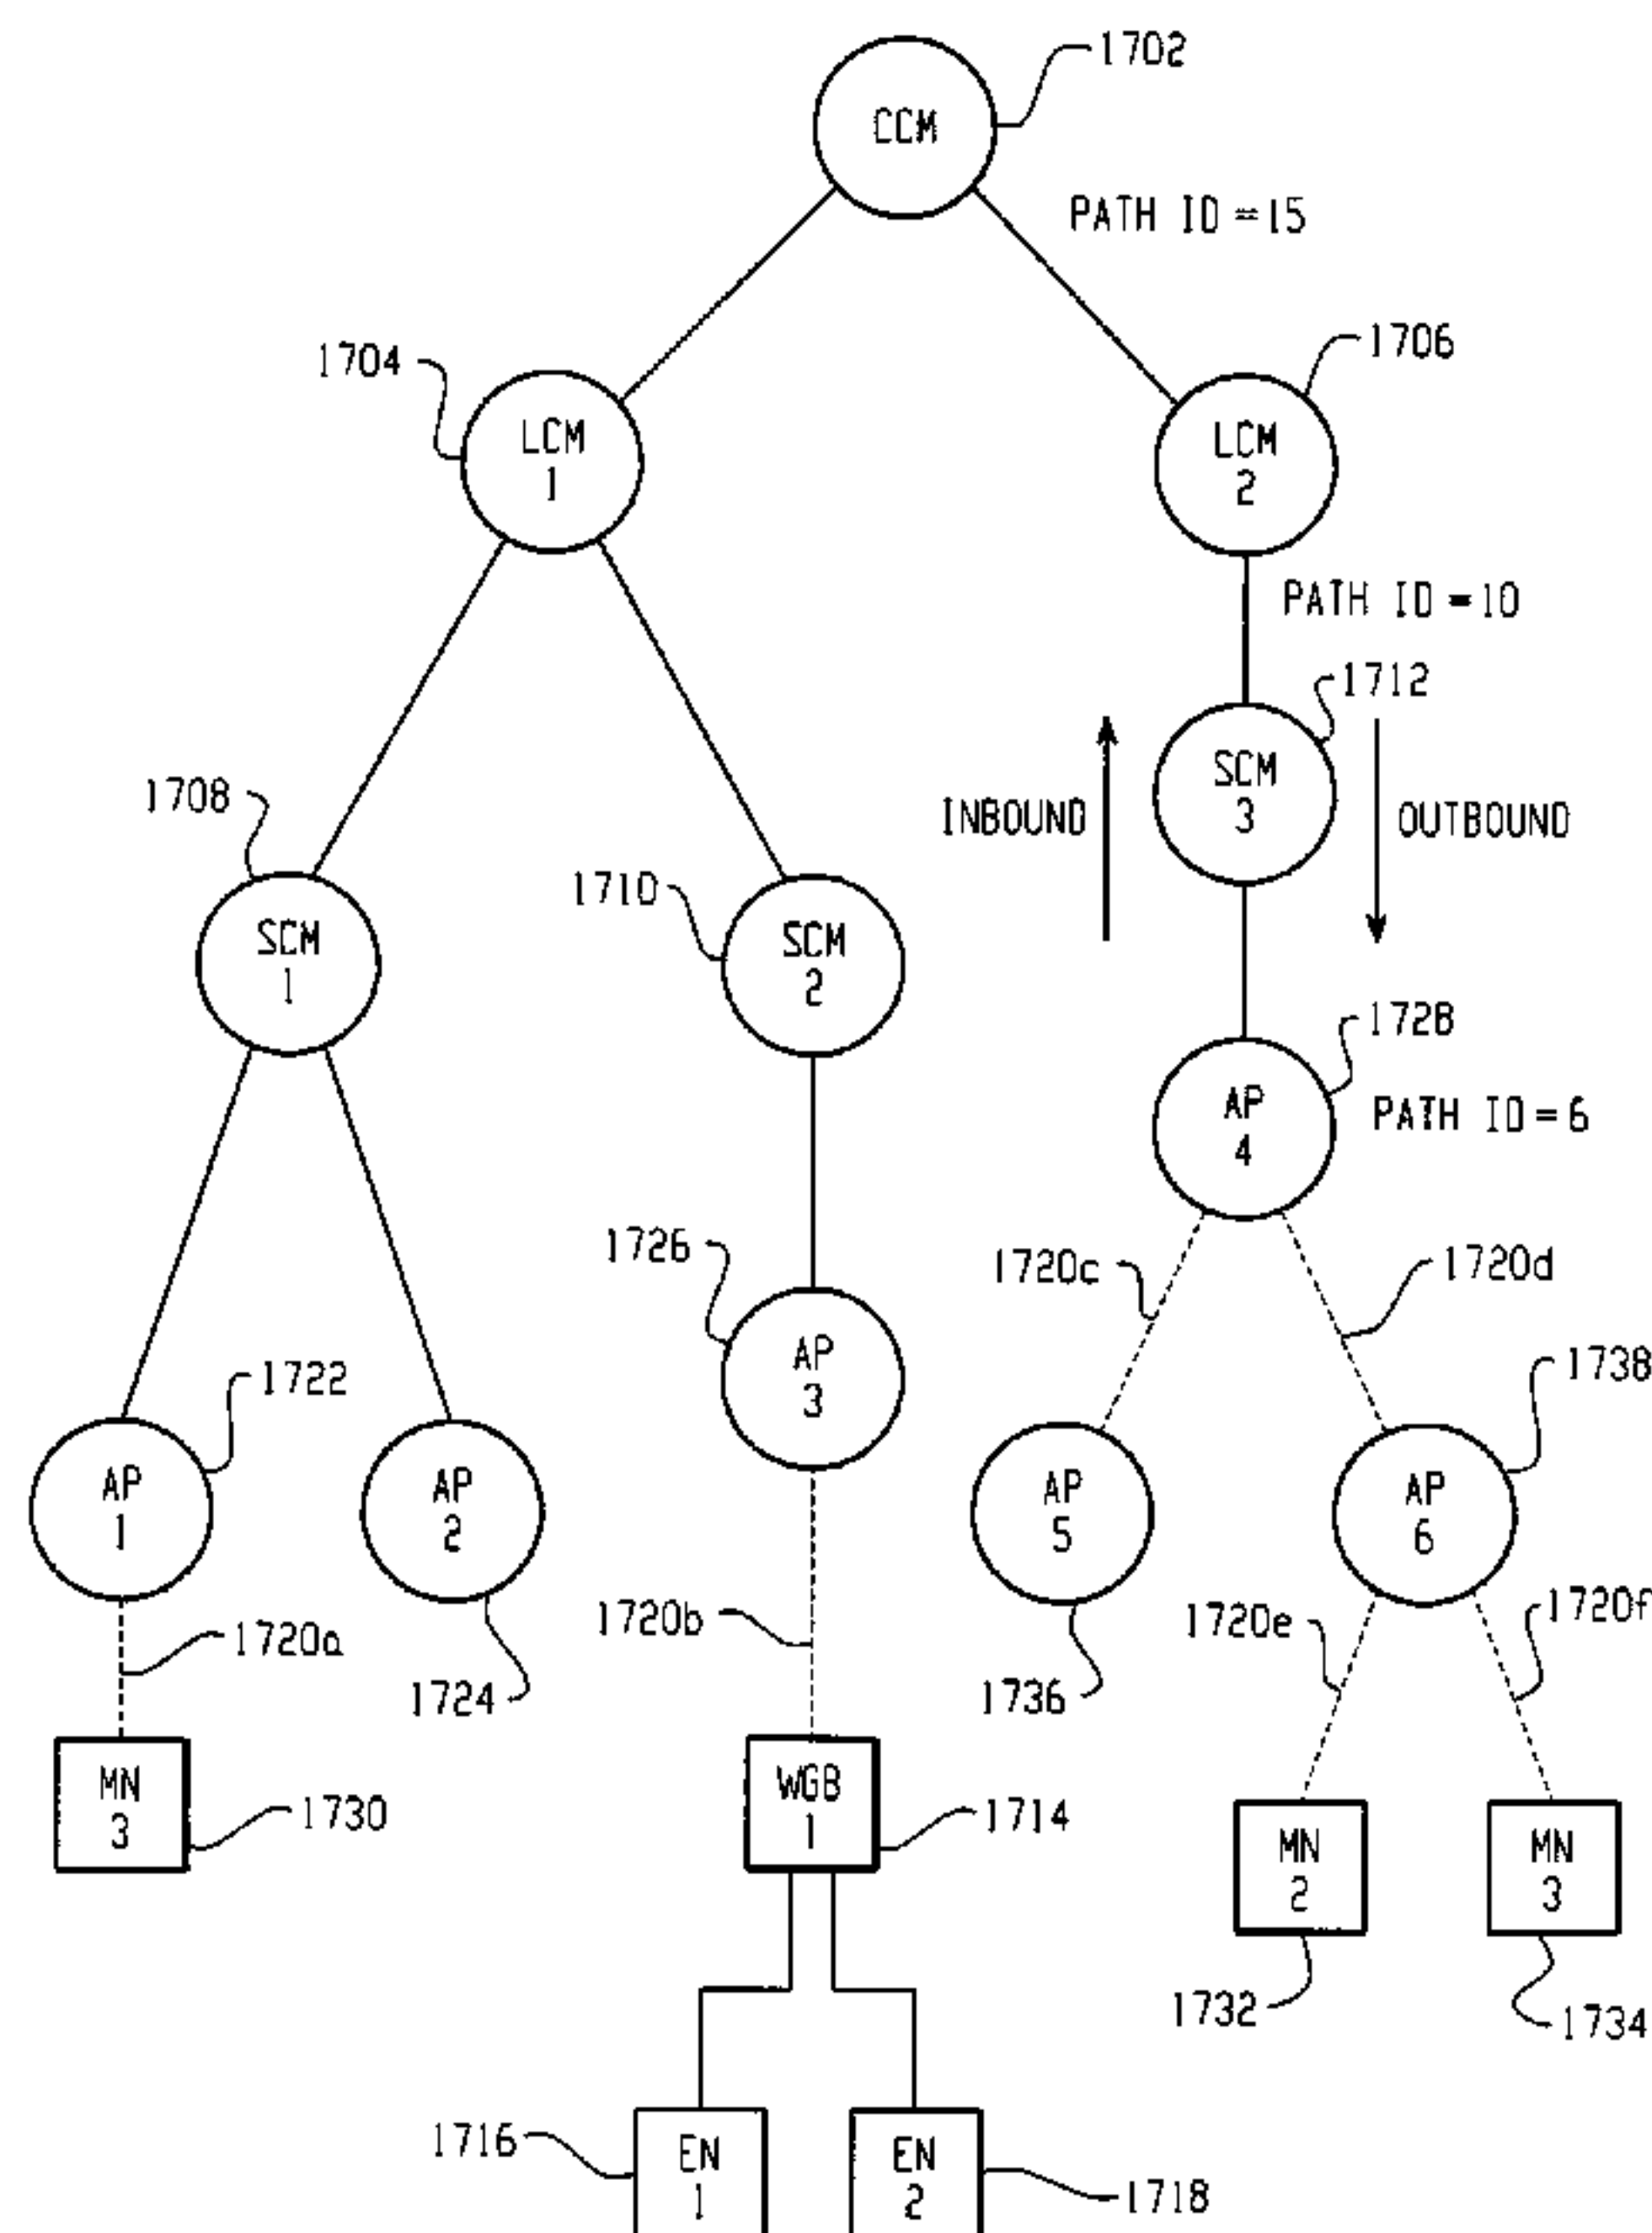 1702
CCM
PATH ID = 15
1704
1706
LCM
1
LCM
2
PATH ID = 10
1712
1708
SCM
3
INBOUND
OUTBOUND
1710
SCM
1
SCM
2
1728
AP
4
PATH ID = 6
1726
1720c
1720d
1722
AP
3
1738
AP
1
AP
2
AP
5
AP
6
1720a
1720b
1720e
1720f
1724
1736
MN
3
1730
WGB
1
1714
MN
2
MN
3
1732
1734
1716
EN
1
EN
2
1718